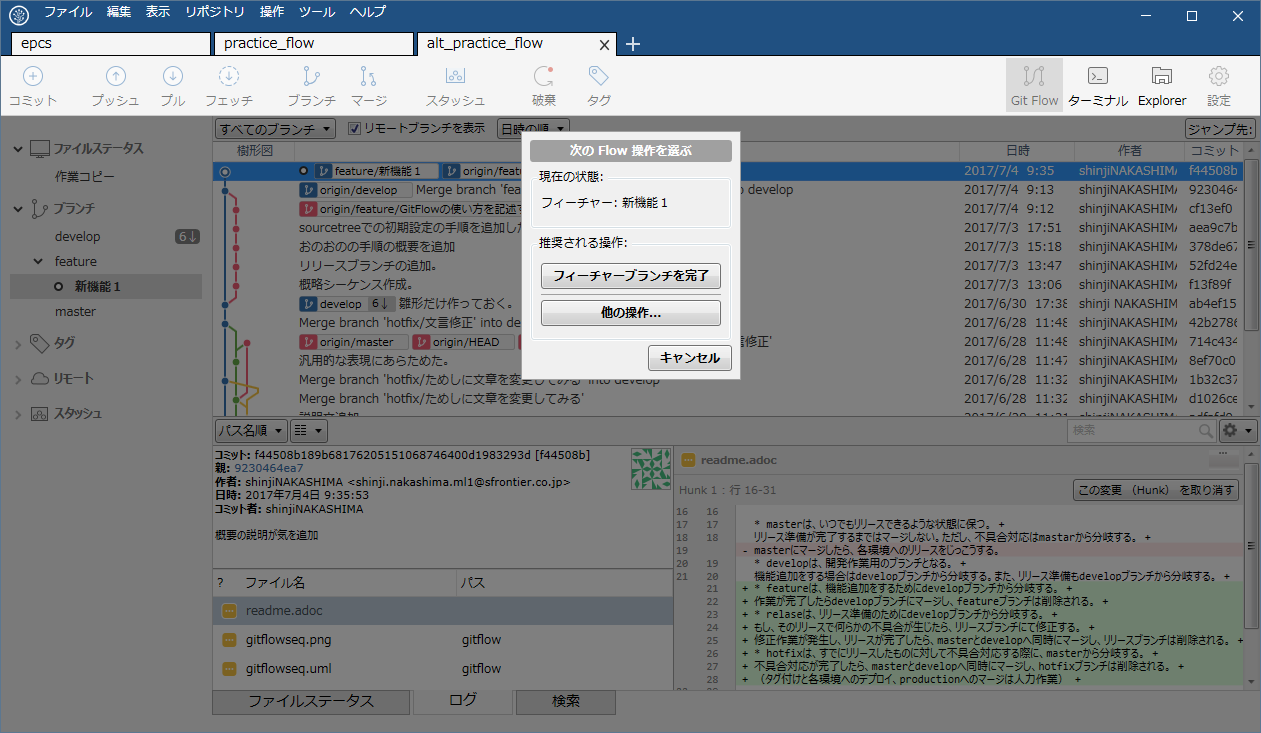 ファイル 編集 表示 リポジトリ 操作 ツール ヘルプ
epcs practice_flow alt_practice_flow
コミット プッシュ プル フェッチ ブランチ マージ スタッシュ 破棄 タグ Git Flow ターミナル Explorer 設定
すべてのブランチ リモートブランチを表示 日時の順 ジャンプ先:
ファイルステータス
作業コピー
ブランチ
develop 6↓
feature
新機能1
master
タグ
リモート
スタッシュ
樹形図 日時 作者 コミット
feature/新機能1 origin/featu 2017/7/4 9:35 shinjiNAKASHIMA f44508b
origin/develop Merge branch 'fea to develop 2017/7/4 9:13 shinjiNAKASHIMA 9230464
origin/feature/GitFlowの使い方を記述す 2017/7/4 9:12 shinjiNAKASHIMA cf13ef0
sourcetreeでの初期設定の手順を追加した 2017/7/3 17:51 shinjiNAKASHIMA aea9c7b
おのおのの手順の概要を追加 2017/7/3 15:18 shinjiNAKASHIMA 378de67
リリースブランチの追加。 2017/7/3 13:47 shinjiNAKASHIMA 52fd24e
概略シーケンス作成。 2017/7/3 13:06 shinjiNAKASHIMA f13f89f
develop 6↓ 雛形だけ作っておく。 2017/6/30 17:38 shinji NAKASHIMA ab4ef15
Merge branch 'hotfix/文言修正' into de 2017/6/28 11:48 shinjiNAKASHIMA 42b2786
origin/master origin/HEAD 言修正' 2017/6/28 11:48 shinjiNAKASHIMA 714c434
汎用的な表現にあらためた。 2017/6/28 11:47 shinjiNAKASHIMA 8ef70c0
Merge branch 'hotfix/ためしに文章を変更してみる' into develop 2017/6/28 11:32 shinjiNAKASHIMA 1b32c37
Merge branch 'hotfix/ためしに文章を変更してみる' 2017/6/28 11:32 shinjiNAKASHIMA d1026ce
次の Flow 操作を選ぶ
現在の状態:
フィーチャー: 新機能1
推奨される操作:
フィーチャーブランチを完了
他の操作...
キャンセル
パス名順 検索
コミット: f44508b189b68176205151068746400d1983293d [f44508b]
親: 9230464ea7
作者: shinjiNAKASHIMA <shinji.nakashima.ml1@sfrontier.co.jp>
日時: 2017年7月4日 9:35:53
コミット者: shinjiNAKASHIMA
概要の説明が気を追加
? ファイル名 パス
readme.adoc
gitflowseq.png gitflow
gitflowseq.uml gitflow
readme.adoc
Hunk 1 : 行 16-31 この変更 (Hunk) を取り消す
16 16
17 17 * masterは、いつでもリリースできるような状態に保つ。 +
18 18 リリース準備が完了するまではマージしない。ただし、不具合対応はmastarから分岐する。 +
19 - masterにマージしたら、各環境へのリリースをじっこうする。
20 19 * developは、開発作業用のブランチとなる。 +
21 20 機能追加をする場合はdevelopブランチから分岐する。また、リリース準備もdevelopブランチから分岐する。 +
21 + * featureは、機能追加をするためにdevelopブランチから分岐する。 +
22 + 作業が完了したらdevelopブランチにマージし、featureブランチは削除される。 +
23 + * relaseは、リリース準備のためにdevelopブランチから分岐する。 +
24 + もし、そのリリースで何らかの不具合が生じたら、リリースブランチにて修正する。 +
25 + 修正作業が発生し、リリースが完了したら、masterとdevelopへ同時にマージし、リリースブランチは削除される。 +
26 + * hotfixは、すでにリリースしたものに対して不具合対応する際に、masterから分岐する。 +
27 + 不具合対応が完了したら、masterとdevelopへ同時にマージし、hotfixブランチは削除される。 +
28 + (タグ付けと各環境へのデプロイ、productionへのマージは人力作業) +
ファイルステータス ログ 検索